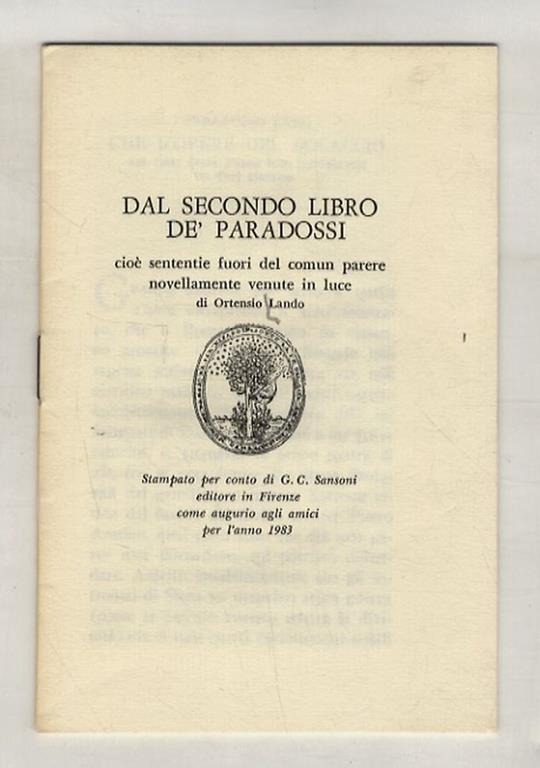 DAL SECONDO LIBRO
DE' PARADOSSI
cioè sententie fuori del comun parere
novellamente venute in luce
di Ortensio Lando
Stampato per conto di G. C. Sansoni
editore in Firenze
come augurio agli amici
per l'anno 1983